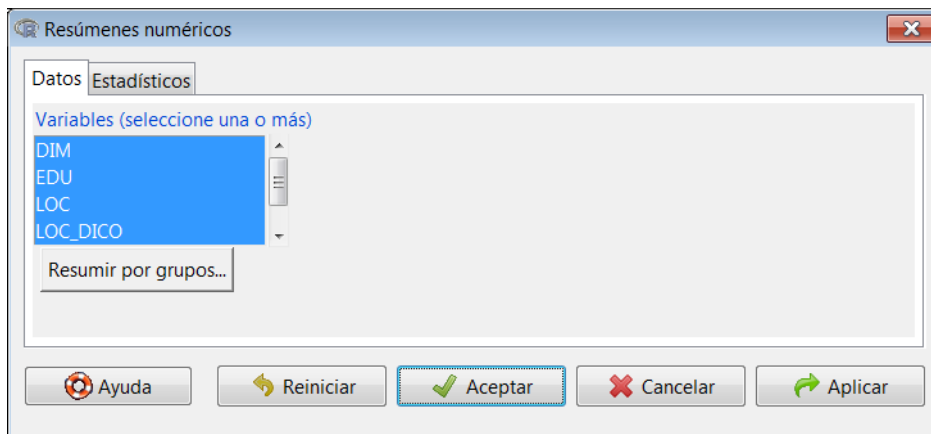 Resúmenes numéricos
Datos Estadísticos
Variables (seleccione una o más)
DIM
EDU
LOC
LOC_DICO
Resumir por grupos...
Ayuda Reiniciar Aceptar Cancelar Aplicar